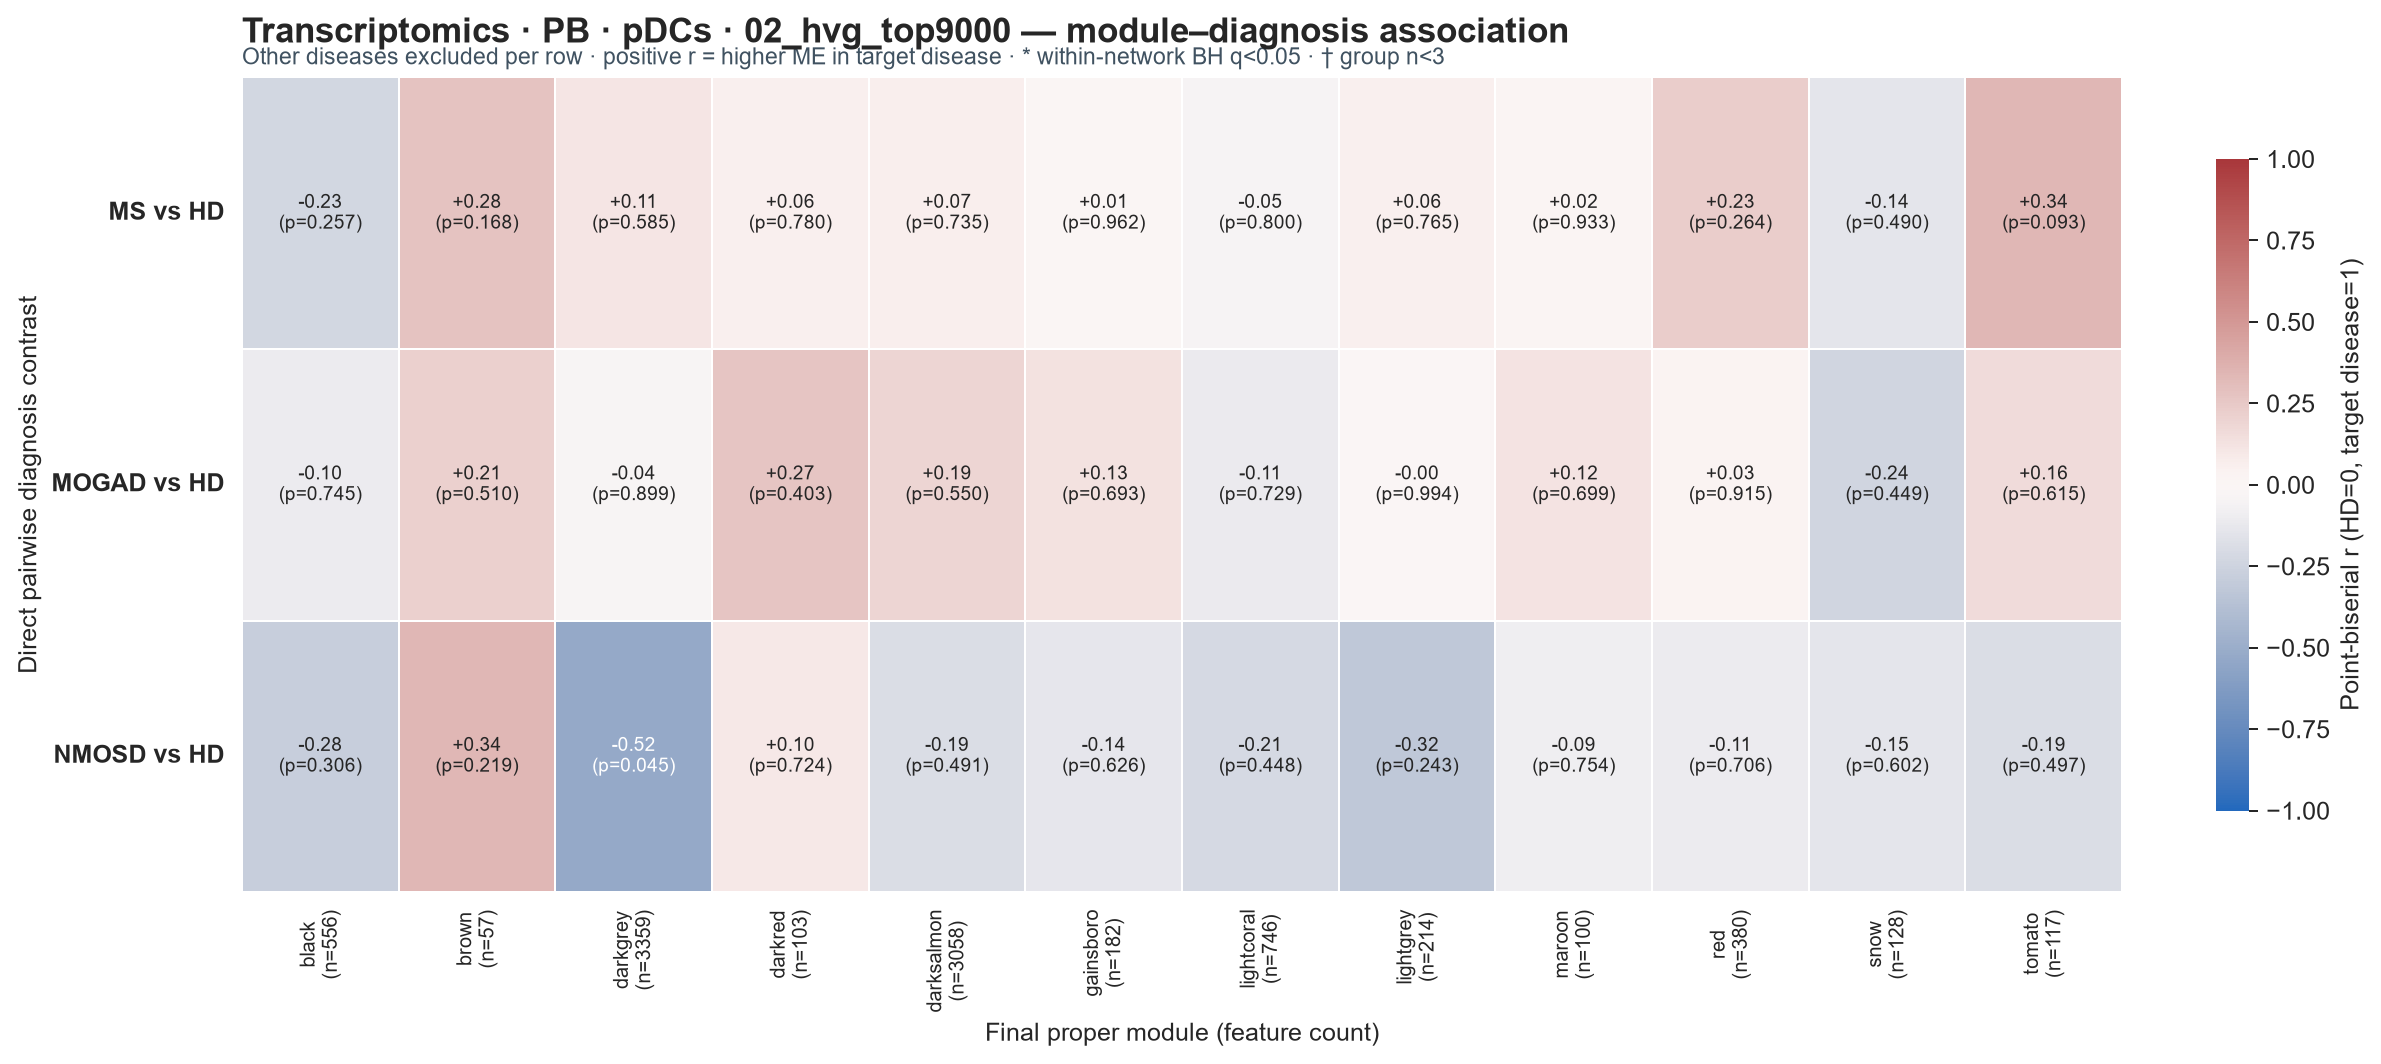 Transcriptomics · PB · pDCs · 02_hvg_top9000 — module–diagnosis association
Other diseases excluded per row · positive r = higher ME in target disease · * within-network BH q<0.05 · † group n<3
Direct pairwise diagnosis contrast
MS vs HD
-0.23
(p=0.257)
+0.28
(p=0.168)
+0.11
(p=0.585)
+0.06
(p=0.780)
+0.07
(p=0.735)
+0.01
(p=0.962)
-0.05
(p=0.800)
+0.06
(p=0.765)
+0.02
(p=0.933)
+0.23
(p=0.264)
-0.14
(p=0.490)
+0.34
(p=0.093)
MOGAD vs HD
-0.10
(p=0.745)
+0.21
(p=0.510)
-0.04
(p=0.899)
+0.27
(p=0.403)
+0.19
(p=0.550)
+0.13
(p=0.693)
-0.11
(p=0.729)
-0.00
(p=0.994)
+0.12
(p=0.699)
+0.03
(p=0.915)
-0.24
(p=0.449)
+0.16
(p=0.615)
NMOSD vs HD
-0.28
(p=0.306)
+0.34
(p=0.219)
-0.52
(p=0.045)
+0.10
(p=0.724)
-0.19
(p=0.491)
-0.14
(p=0.626)
-0.21
(p=0.448)
-0.32
(p=0.243)
-0.09
(p=0.754)
-0.11
(p=0.706)
-0.15
(p=0.602)
-0.19
(p=0.497)
black
(n=556)
brown
(n=57)
darkgrey
(n=3359)
darkred
(n=103)
darksalmon
(n=3058)
gainsboro
(n=182)
lightcoral
(n=746)
lightgrey
(n=214)
maroon
(n=100)
red
(n=380)
snow
(n=128)
tomato
(n=117)
Final proper module (feature count)
1.00
0.75
0.50
0.25
0.00
−0.25
−0.50
−0.75
−1.00
Point-biserial r (HD=0, target disease=1)